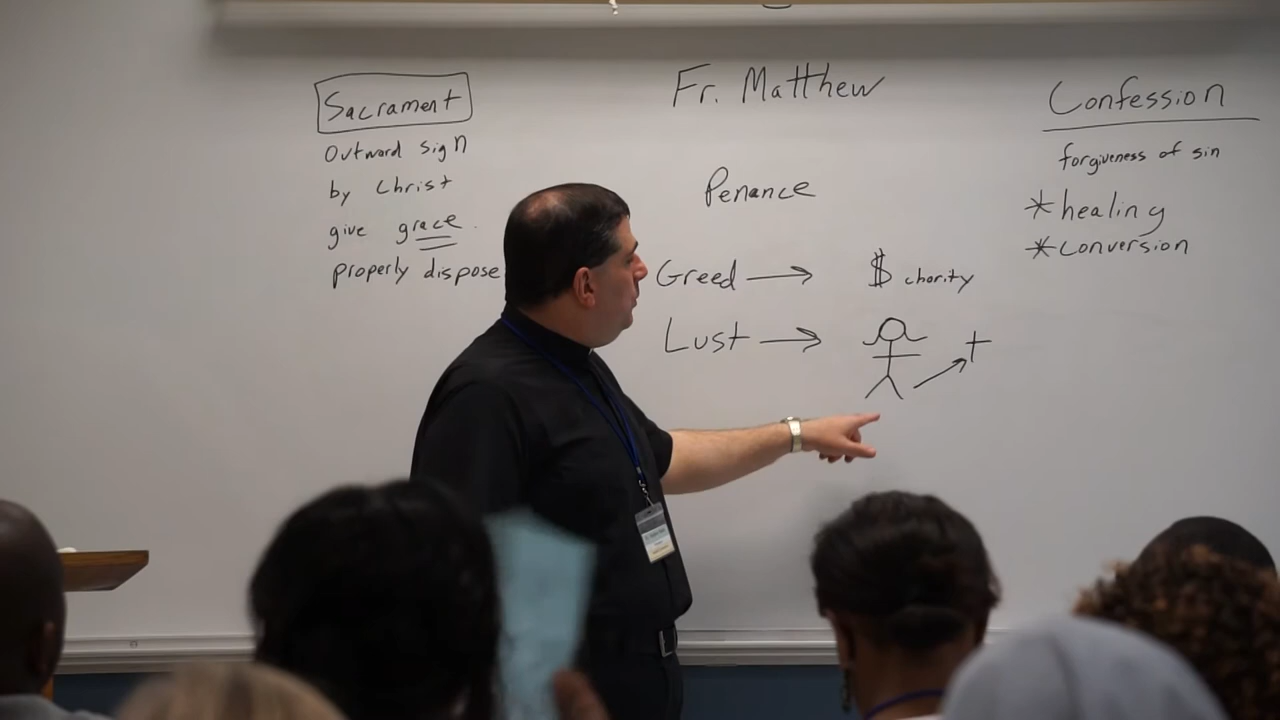 Sacrament
Outward sign
by Christ
give grace
properly dispose
Fr. Matthew
Penance
Greed → $ charity
Lust →
Confession
forgiveness of sin
* healing
* conversion